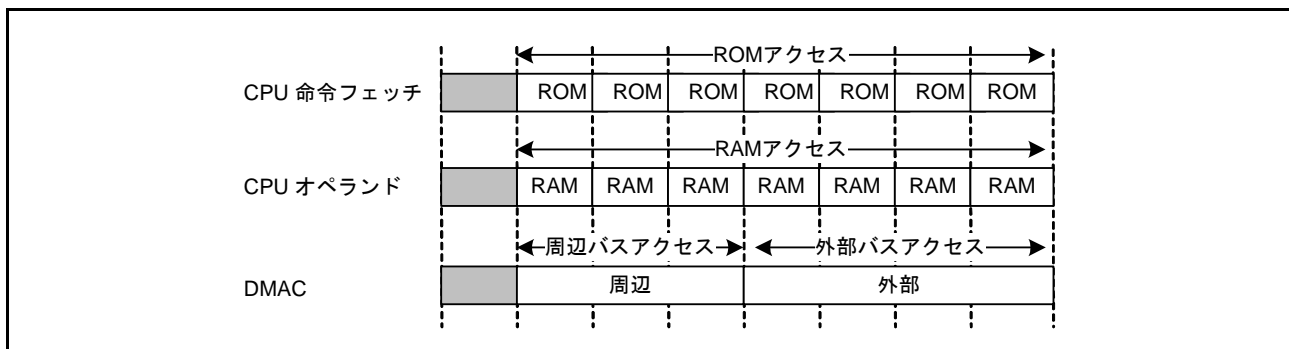 ROMアクセス
CPU 命令フェッチ ROM ROM ROM ROM ROM ROM ROM
RAMアクセス
CPU オペランド RAM RAM RAM RAM RAM RAM RAM
周辺バスアクセス 外部バスアクセス
DMAC 周辺 外部